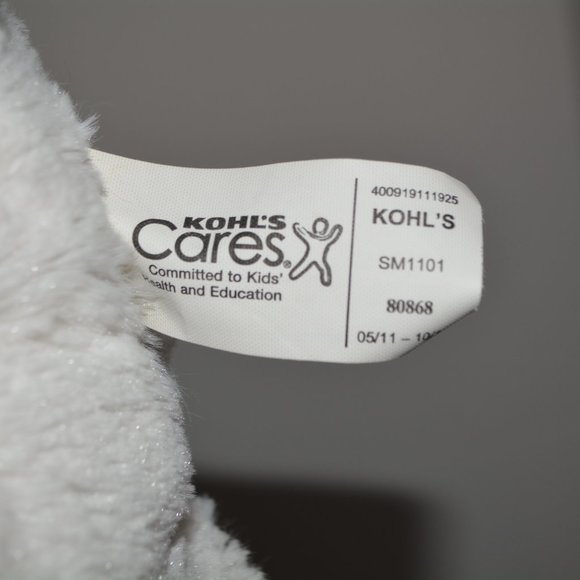 KOHL'S
Cares®
Committed to Kids'
and Education
400919111925
KOHL'S
SM1101
80868
05/11 –